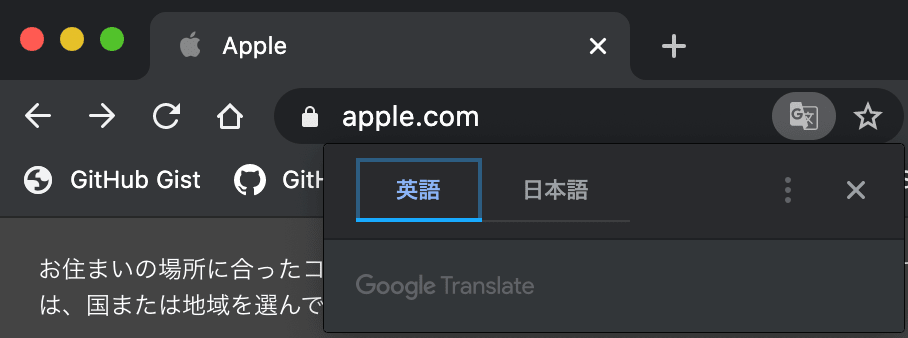 Apple
apple.com
GitHub Gist
GitH
英語 日本語
お住まいの場所に合ったコ
は、国または地域を選んで
Google Translate